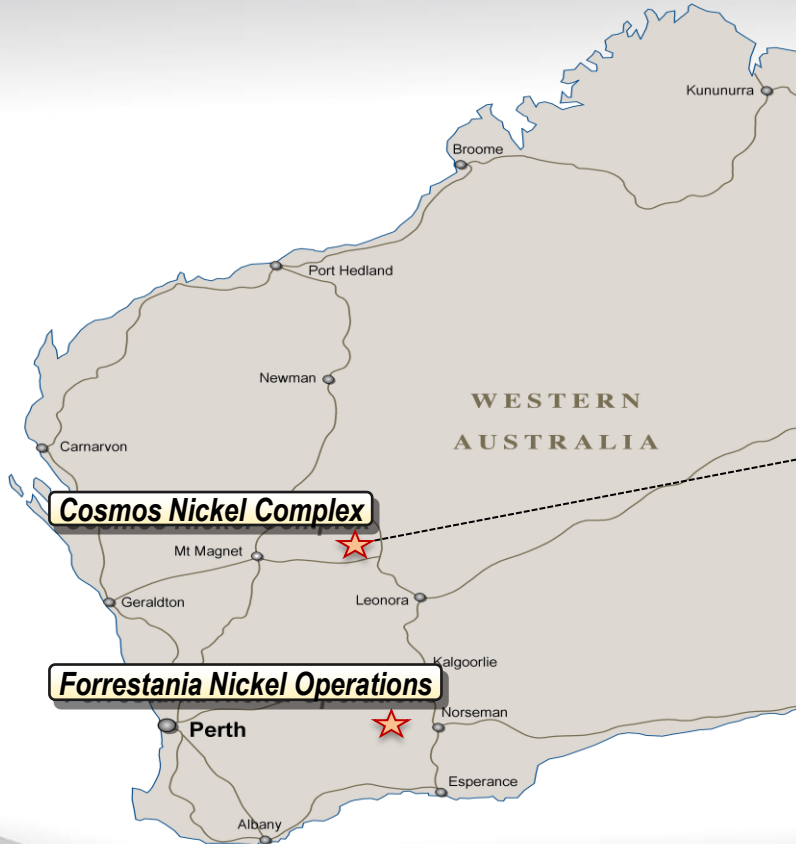 Kununurra
Broome
Port Hedland
Newman
WESTERN
AUSTRALIA
Carnarvon
Cosmos Nickel Complex
Mt Magnet
Geraldton
Leonora
Kalgoorlie
Forrestania Nickel Operations
Norseman
Perth
Esperance
Albany